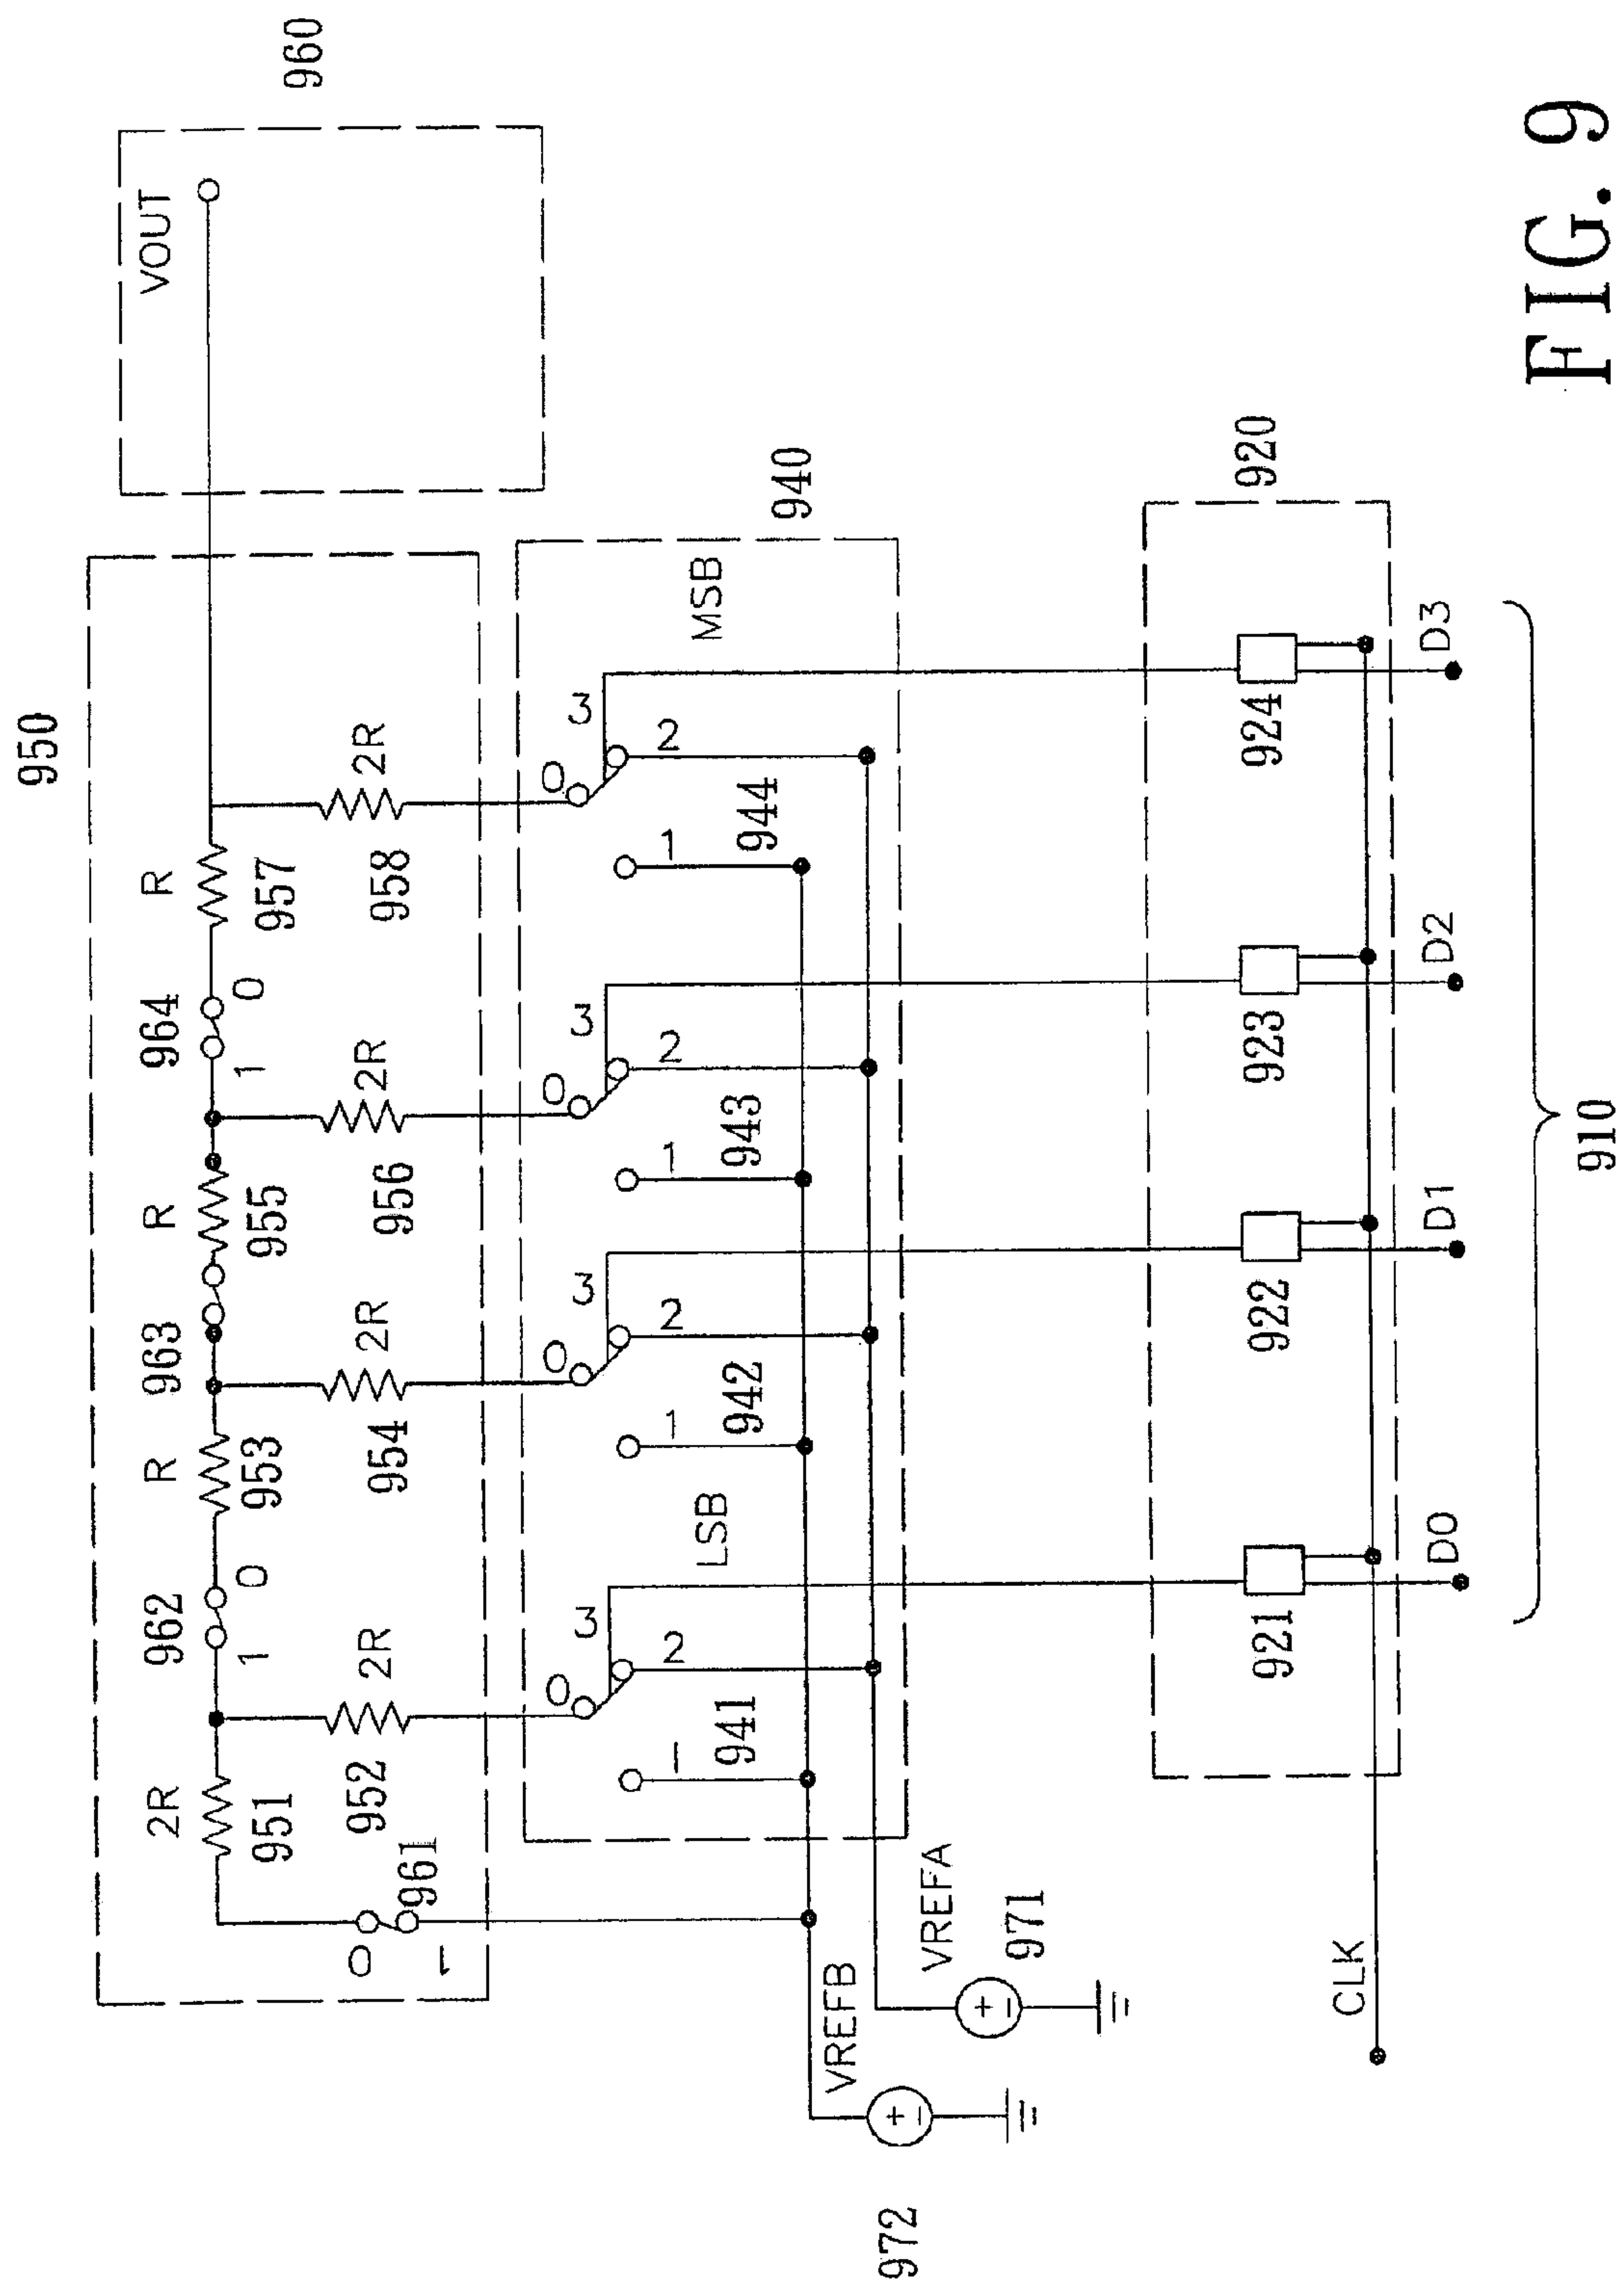 950
960
VOUT
2R
951
962
1
0
R
953
963
R
955
964
1
0
R
957
0
961
1
952
2R
954
2R
956
2R
958
2R
940
0
3
2
1
941
LSB
0
3
2
1
942
0
3
2
1
943
0
3
2
1
944
MSB
972
VREFB
+
−
VREFA
971
+
−
920
921
922
923
924
CLK
D0
D1
D2
D3
910
FIG. 9